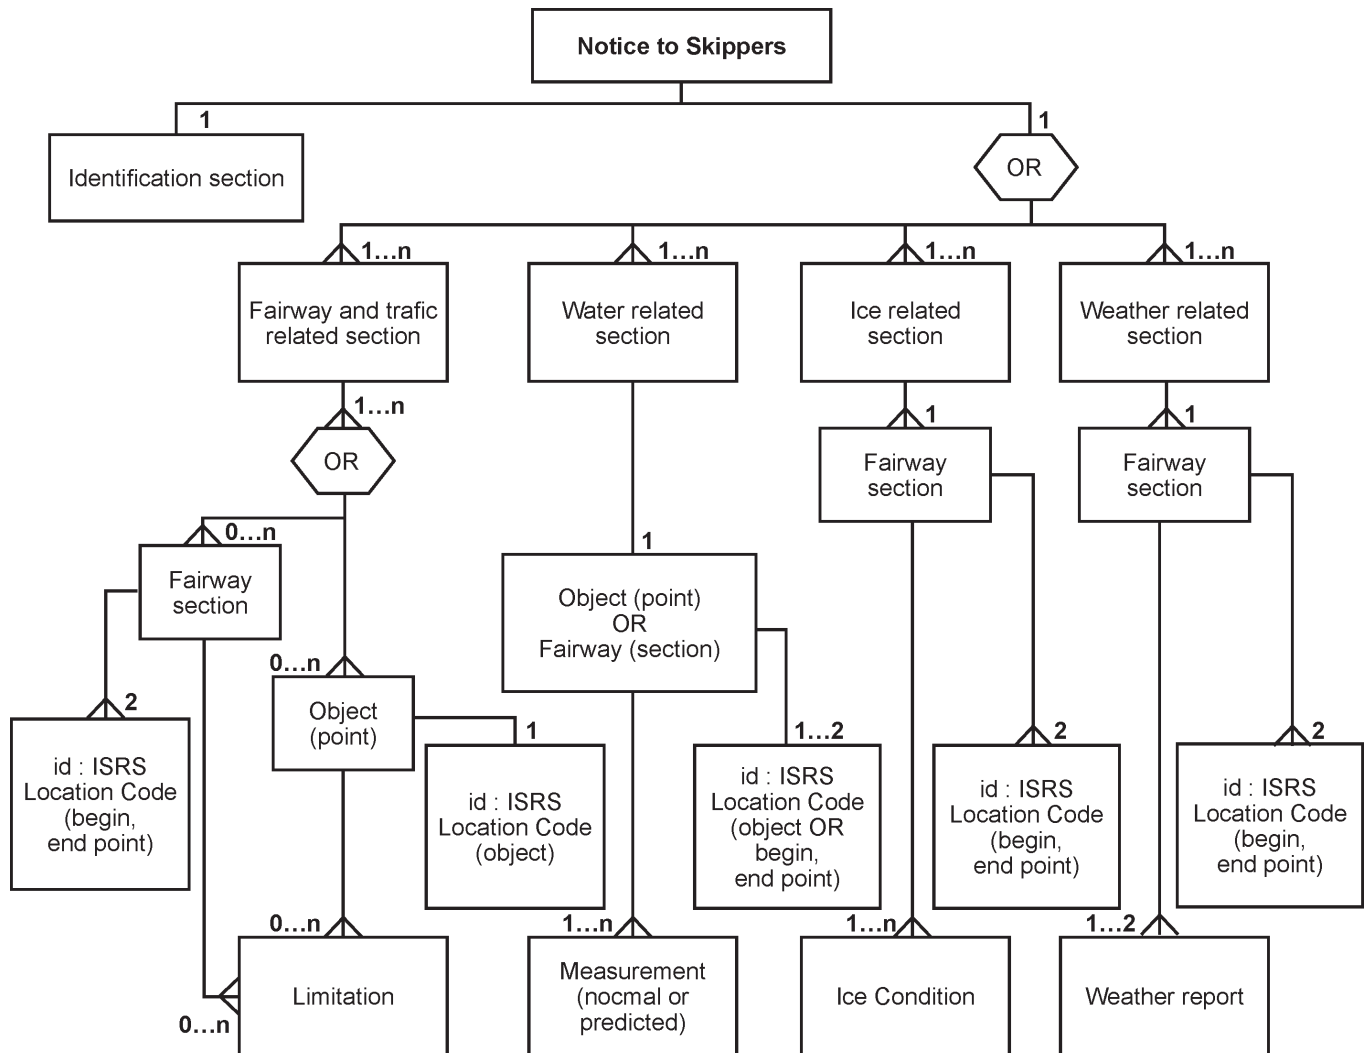 Notice to Skippers
1
1
Identification section
OR
1...n
1...n
1...n
1...n
Fairway and trafic
related section
Water related
section
Ice related
section
Weather related
section
1...n
1
1
OR
Fairway
section
Fairway
section
0...n
1
Fairway
section
Object (point)
OR
Fairway (section)
0...n
2
Object
(point)
1
1...2
2
2
id : ISRS
Location Code
(begin,
end point)
id : ISRS
Location Code
(object)
id : ISRS
Location Code
(object OR
begin,
end point)
id : ISRS
Location Code
(begin,
end point)
id : ISRS
Location Code
(begin,
end point)
0...n
1...n
1...n
1...2
Limitation
Measurement
(nocmal or
predicted)
Ice Condition
Weather report
0...n